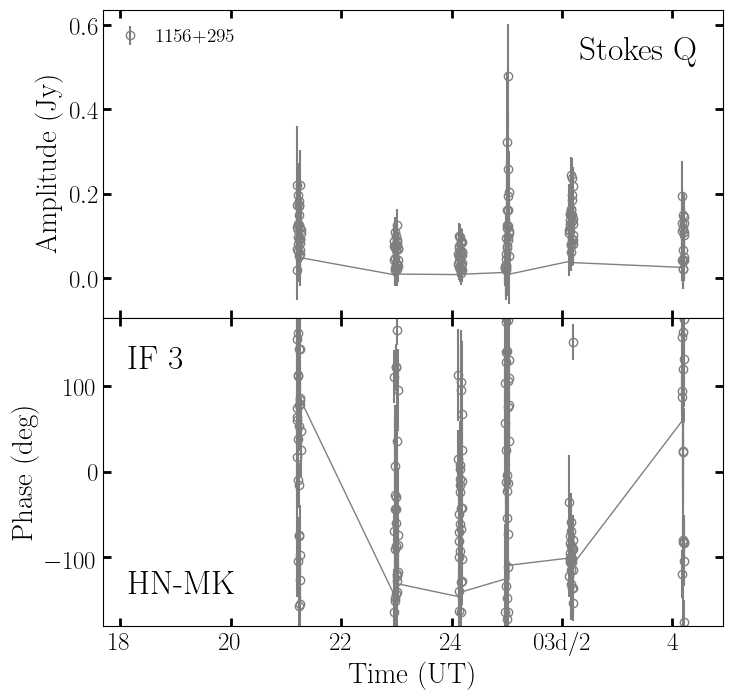 1156+295
Stokes Q
Amplitude (Jy)
0.6
0.4
0.2
0.0
IF 3
HN-MK
Phase (deg)
100
0
−100
18 20 22 24 03d/2 4
Time (UT)